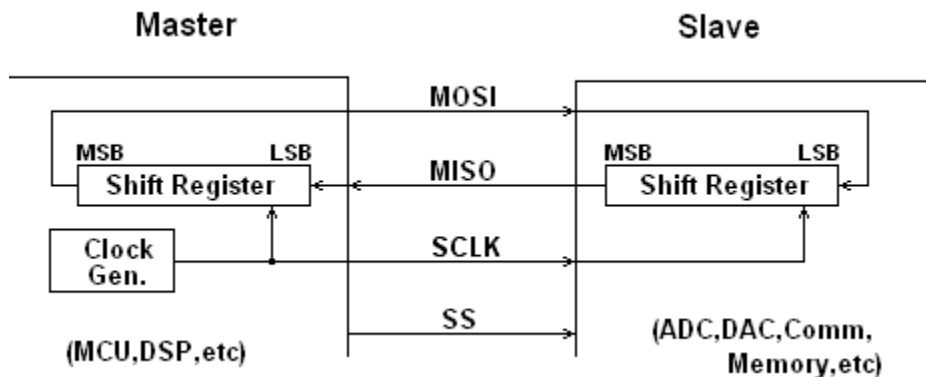 Master
Slave
MOSI
MSB LSB
MISO
MSB LSB
Shift Register
Shift Register
Clock
Gen.
SCLK
SS
(MCU,DSP,etc)
(ADC,DAC,Comm,
Memory,etc)